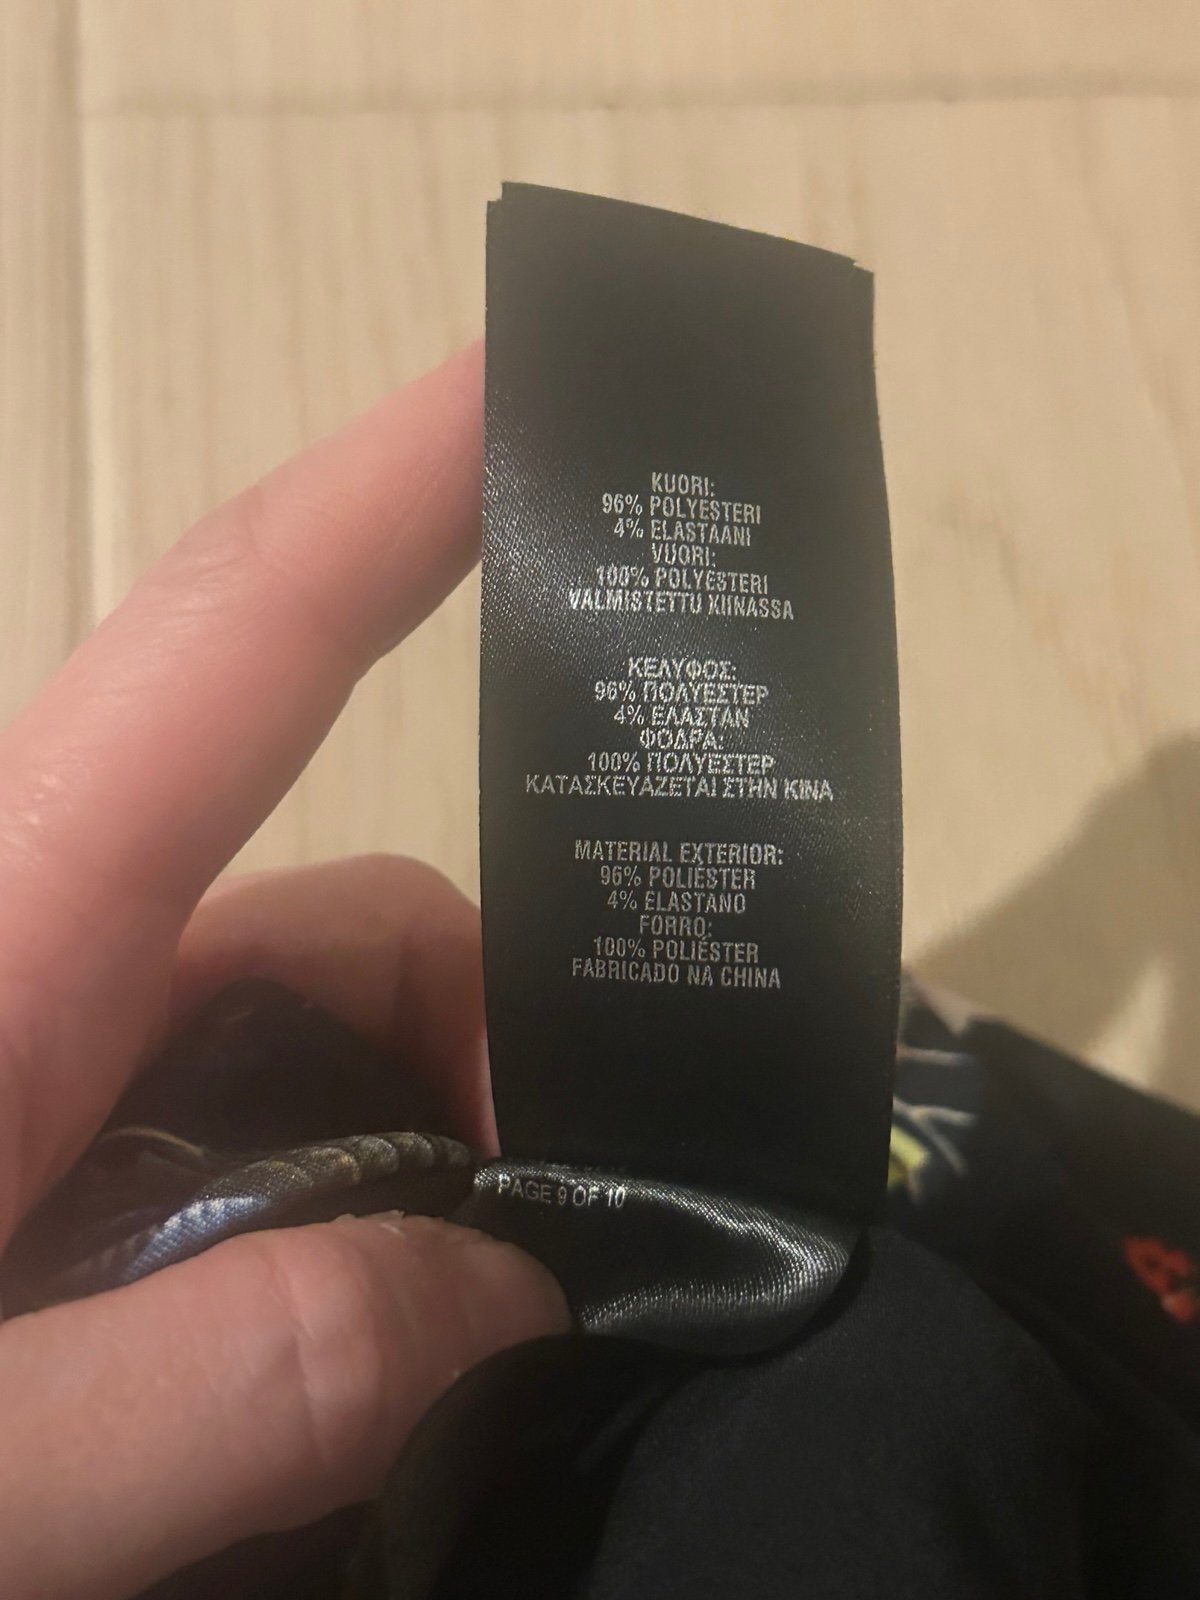 KUORI:
96% POLYESTERI
4% ELASTAANI
VUORI:
100% POLYESTERI
VALMISTETTU KIINASSA
ΚΕΛΥΦΟΣ:
96% ΠΟΛΥΕΣΤΕΡ
4% ΕΛΑΣΤΑΝ
ΦΟΔΡΑ:
100% ΠΟΛΥΕΣΤΕΡ
ΚΑΤΑΣΚΕΥΑΖΕΤΑΙ ΣΤΗΝ ΚΙΝΑ
MATERIAL EXTERIOR:
96% POLIÉSTER
4% ELASTANO
FORRO:
100% POLIÉSTER
FABRICADO NA CHINA
PAGE 9 OF 10